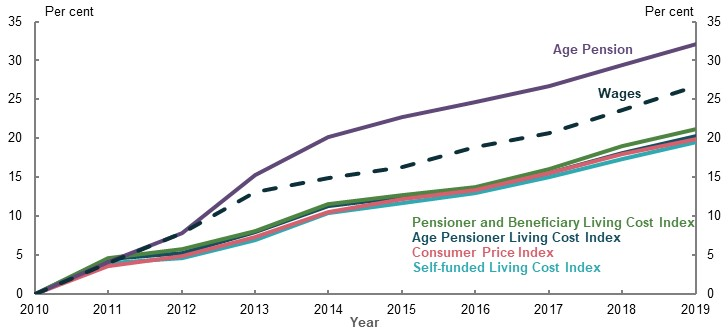 Per cent Per cent
35 35
30 30
25 25
20 20
15 15
10 10
5 5
0 0
Age Pension
Wages
Pensioner and Beneficiary Living Cost Index
Age Pensioner Living Cost Index
Consumer Price Index
Self-funded Living Cost Index
2010 2011 2012 2013 2014 2015 2016 2017 2018 2019
Year